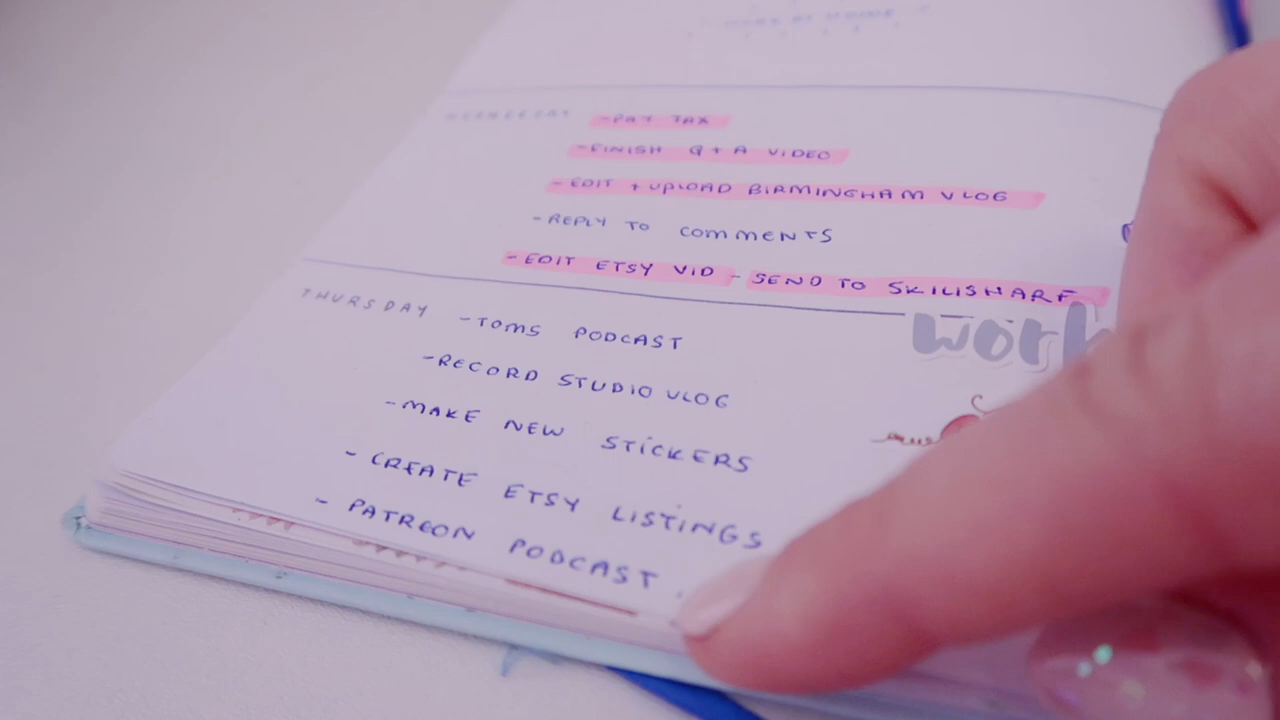 WEDNESDAY
-PAY TAX
-FINISH Q+A VIDEO
-EDIT + UPLOAD BIRMINGHAM VLOG
-REPLY TO COMMENTS
-EDIT ETSY VID - SEND TO SKILLSHARE
THURSDAY -TOMS PODCAST
-RECORD STUDIO VLOG
-MAKE NEW STICKERS
- CREATE ETSY LISTINGS
- PATREON PODCAST